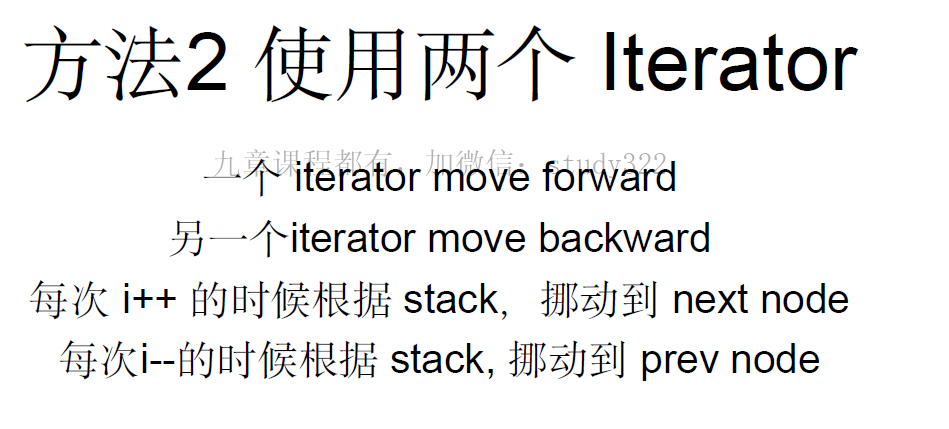 方法2 使用两个 Iterator
九章课程都有，加微信：study322
一个 iterator move forward
另一个iterator move backward
每次 i++ 的时候根据 stack，挪动到 next node
每次i--的时候根据 stack, 挪动到 prev node